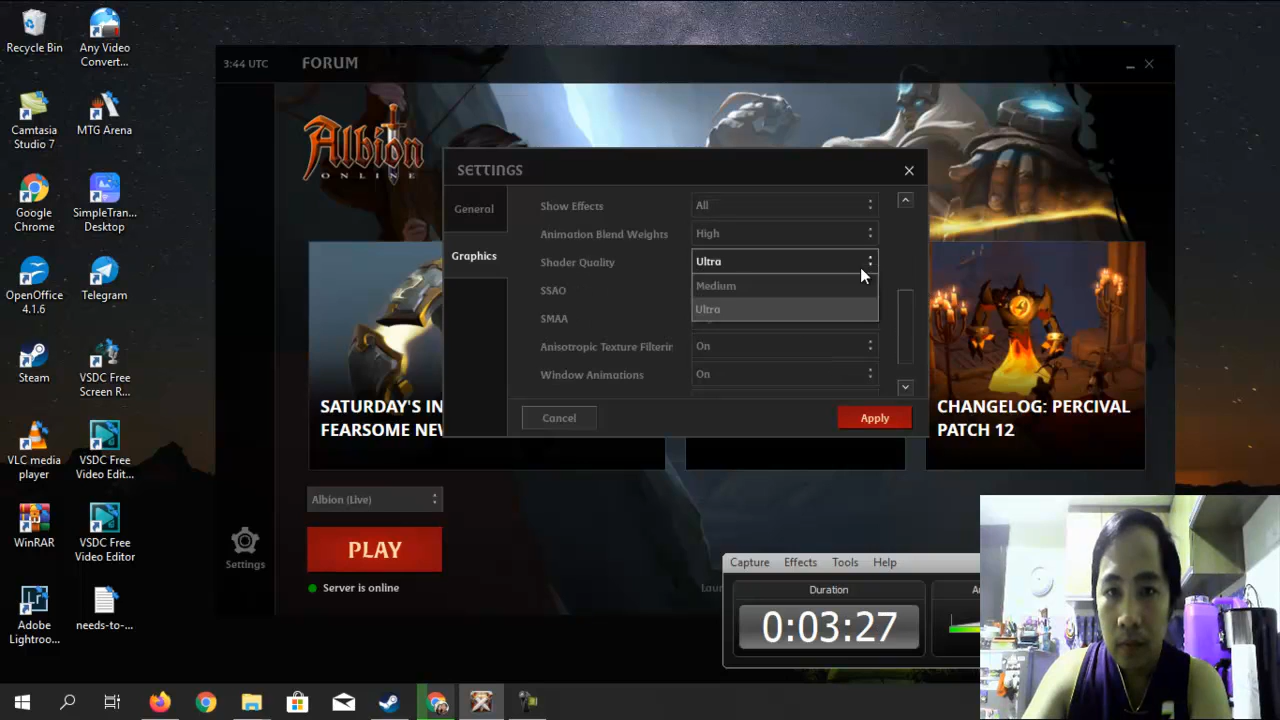 Recycle Bin
Any Video
Convert...
Camtasia
Studio 7
MTG Arena
Google
Chrome
SimpleTran...
Desktop
OpenOffice
4.1.6
Telegram
Steam
VSDC Free
Screen R...
VLC media
player
VSDC Free
Video Edit...
WinRAR
VSDC Free
Video Editor
Adobe
Lightroo...
needs-to-...
3:44 UTC
FORUM
Albion
ONLINE
SETTINGS
General
Graphics
Show Effects
All
Animation Blend Weights
High
Shader Quality
Ultra
Medium
Ultra
SSAO
SMAA
Anisotropic Texture Filterin
On
Window Animations
On
Cancel
Apply
SATURDAY'S IN
FEARSOME NEW
CHANGELOG: PERCIVAL
PATCH 12
Albion (Live)
PLAY
Server is online
Settings
Capture
Effects
Tools
Help
Duration
0:03:27